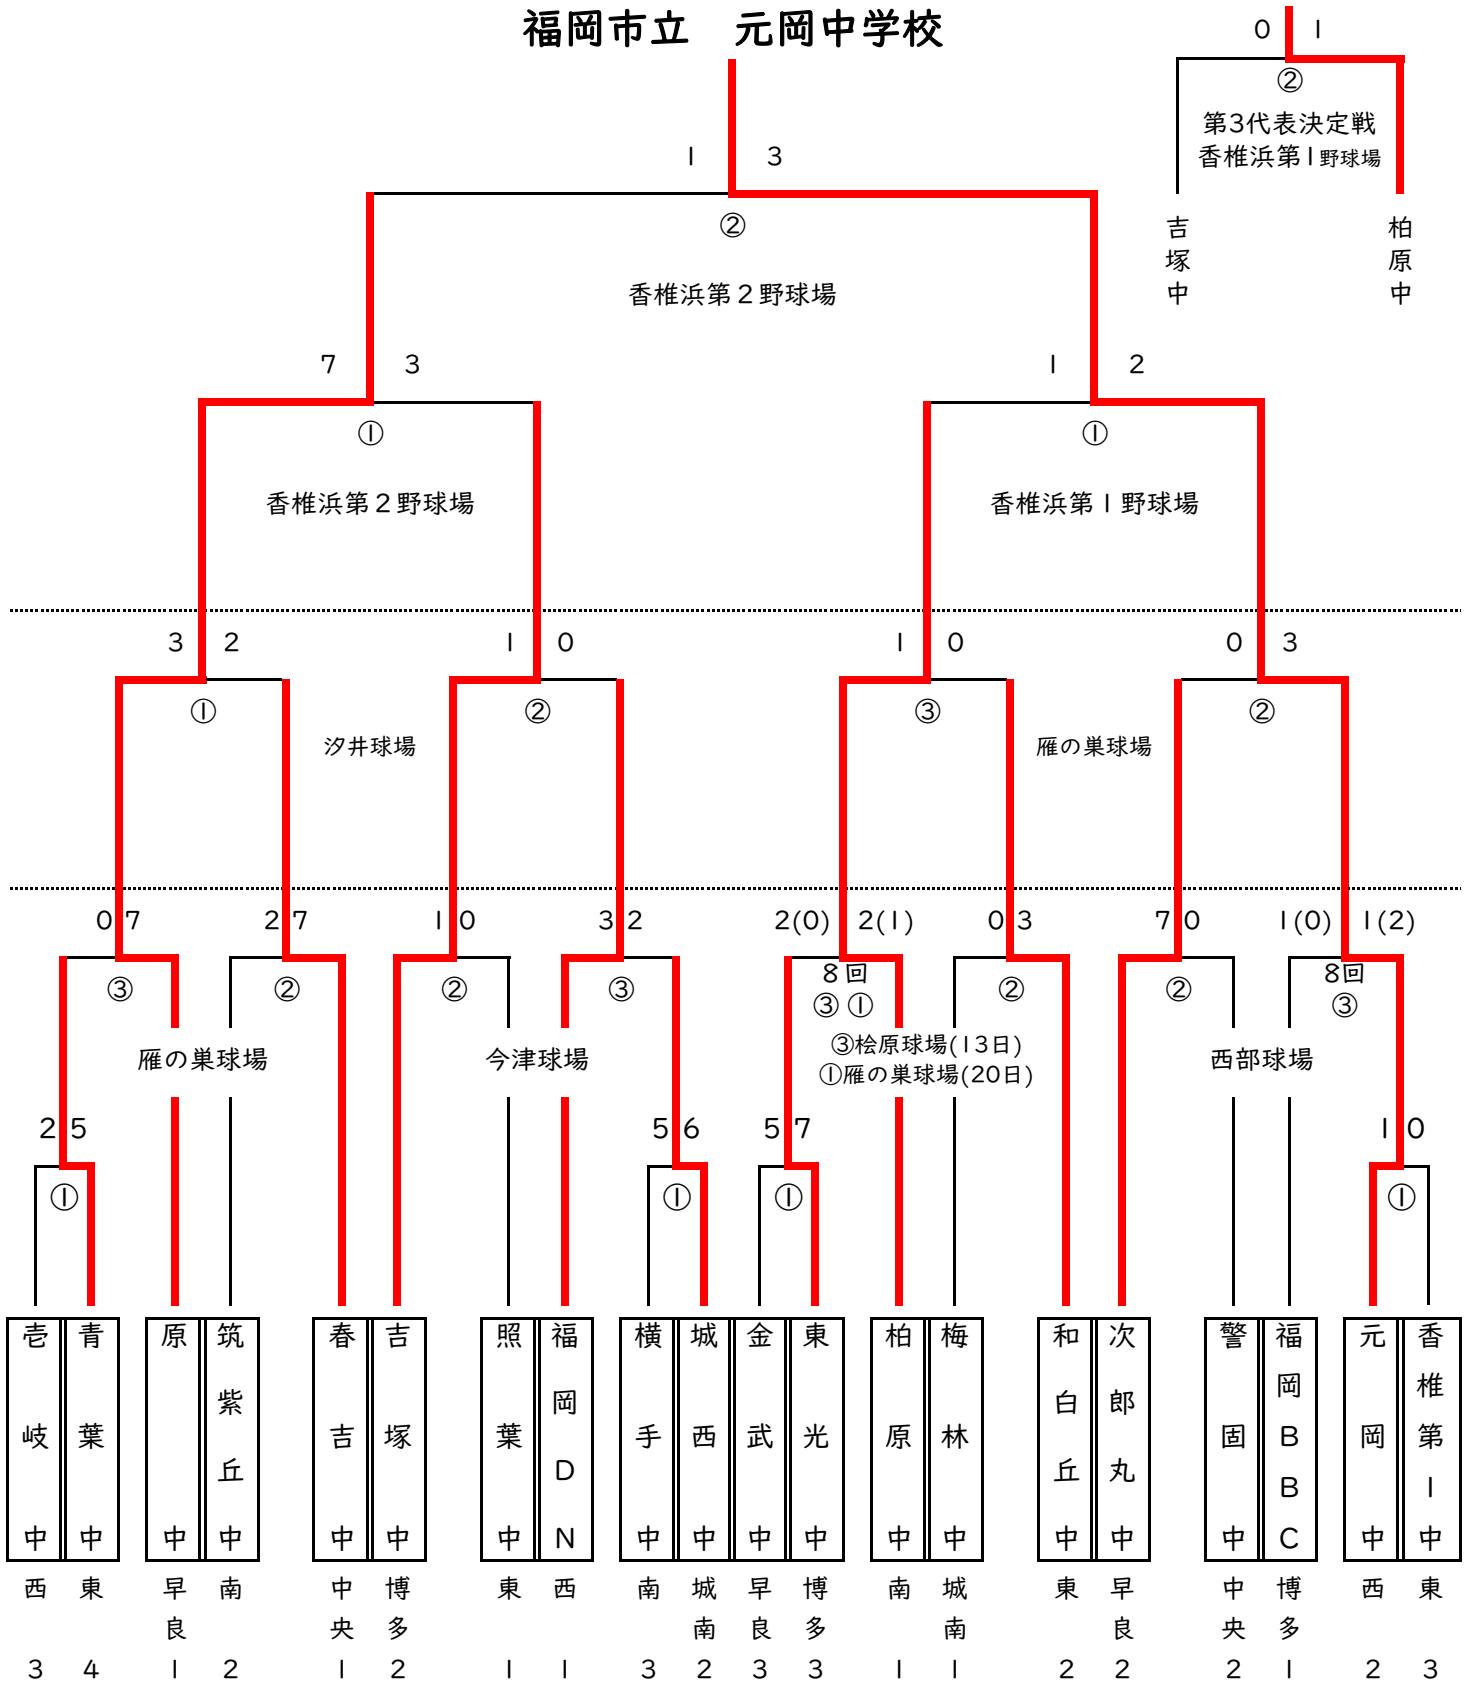 福岡市立　元岡中学校
0 1
②
第3代表決定戦
香椎浜第1野球場
吉塚中
柏原中
1 3
②
香椎浜第２野球場
7 3
1 2
①
①
香椎浜第２野球場
香椎浜第１野球場
3 2
1 0
1 0
0 3
①
②
③
②
汐井球場
雁の巣球場
0 7
2 7
1 0
3 2
2(0) 2(1)
0 3
7 0
1(0) 1(2)
③
②
②
③
8回
③ ①
②
②
8回
③
雁の巣球場
今津球場
③桧原球場(13日)
①雁の巣球場(20日)
西部球場
2 5
5 6
5 7
1 0
①
①
①
①
壱岐中
青葉中
原中
筑紫丘中
春吉中
吉塚中
照葉中
福岡DN
横手中
城西中
金武中
東光中
柏原中
梅林中
和白丘中
次郎丸中
警固中
福岡BBC
元岡中
香椎第1中
西3
東4
早良1
南2
中央1
博多2
東1
西1
南3
城南2
早良3
博多3
南1
城南1
東2
早良2
中央2
博多1
西2
東3